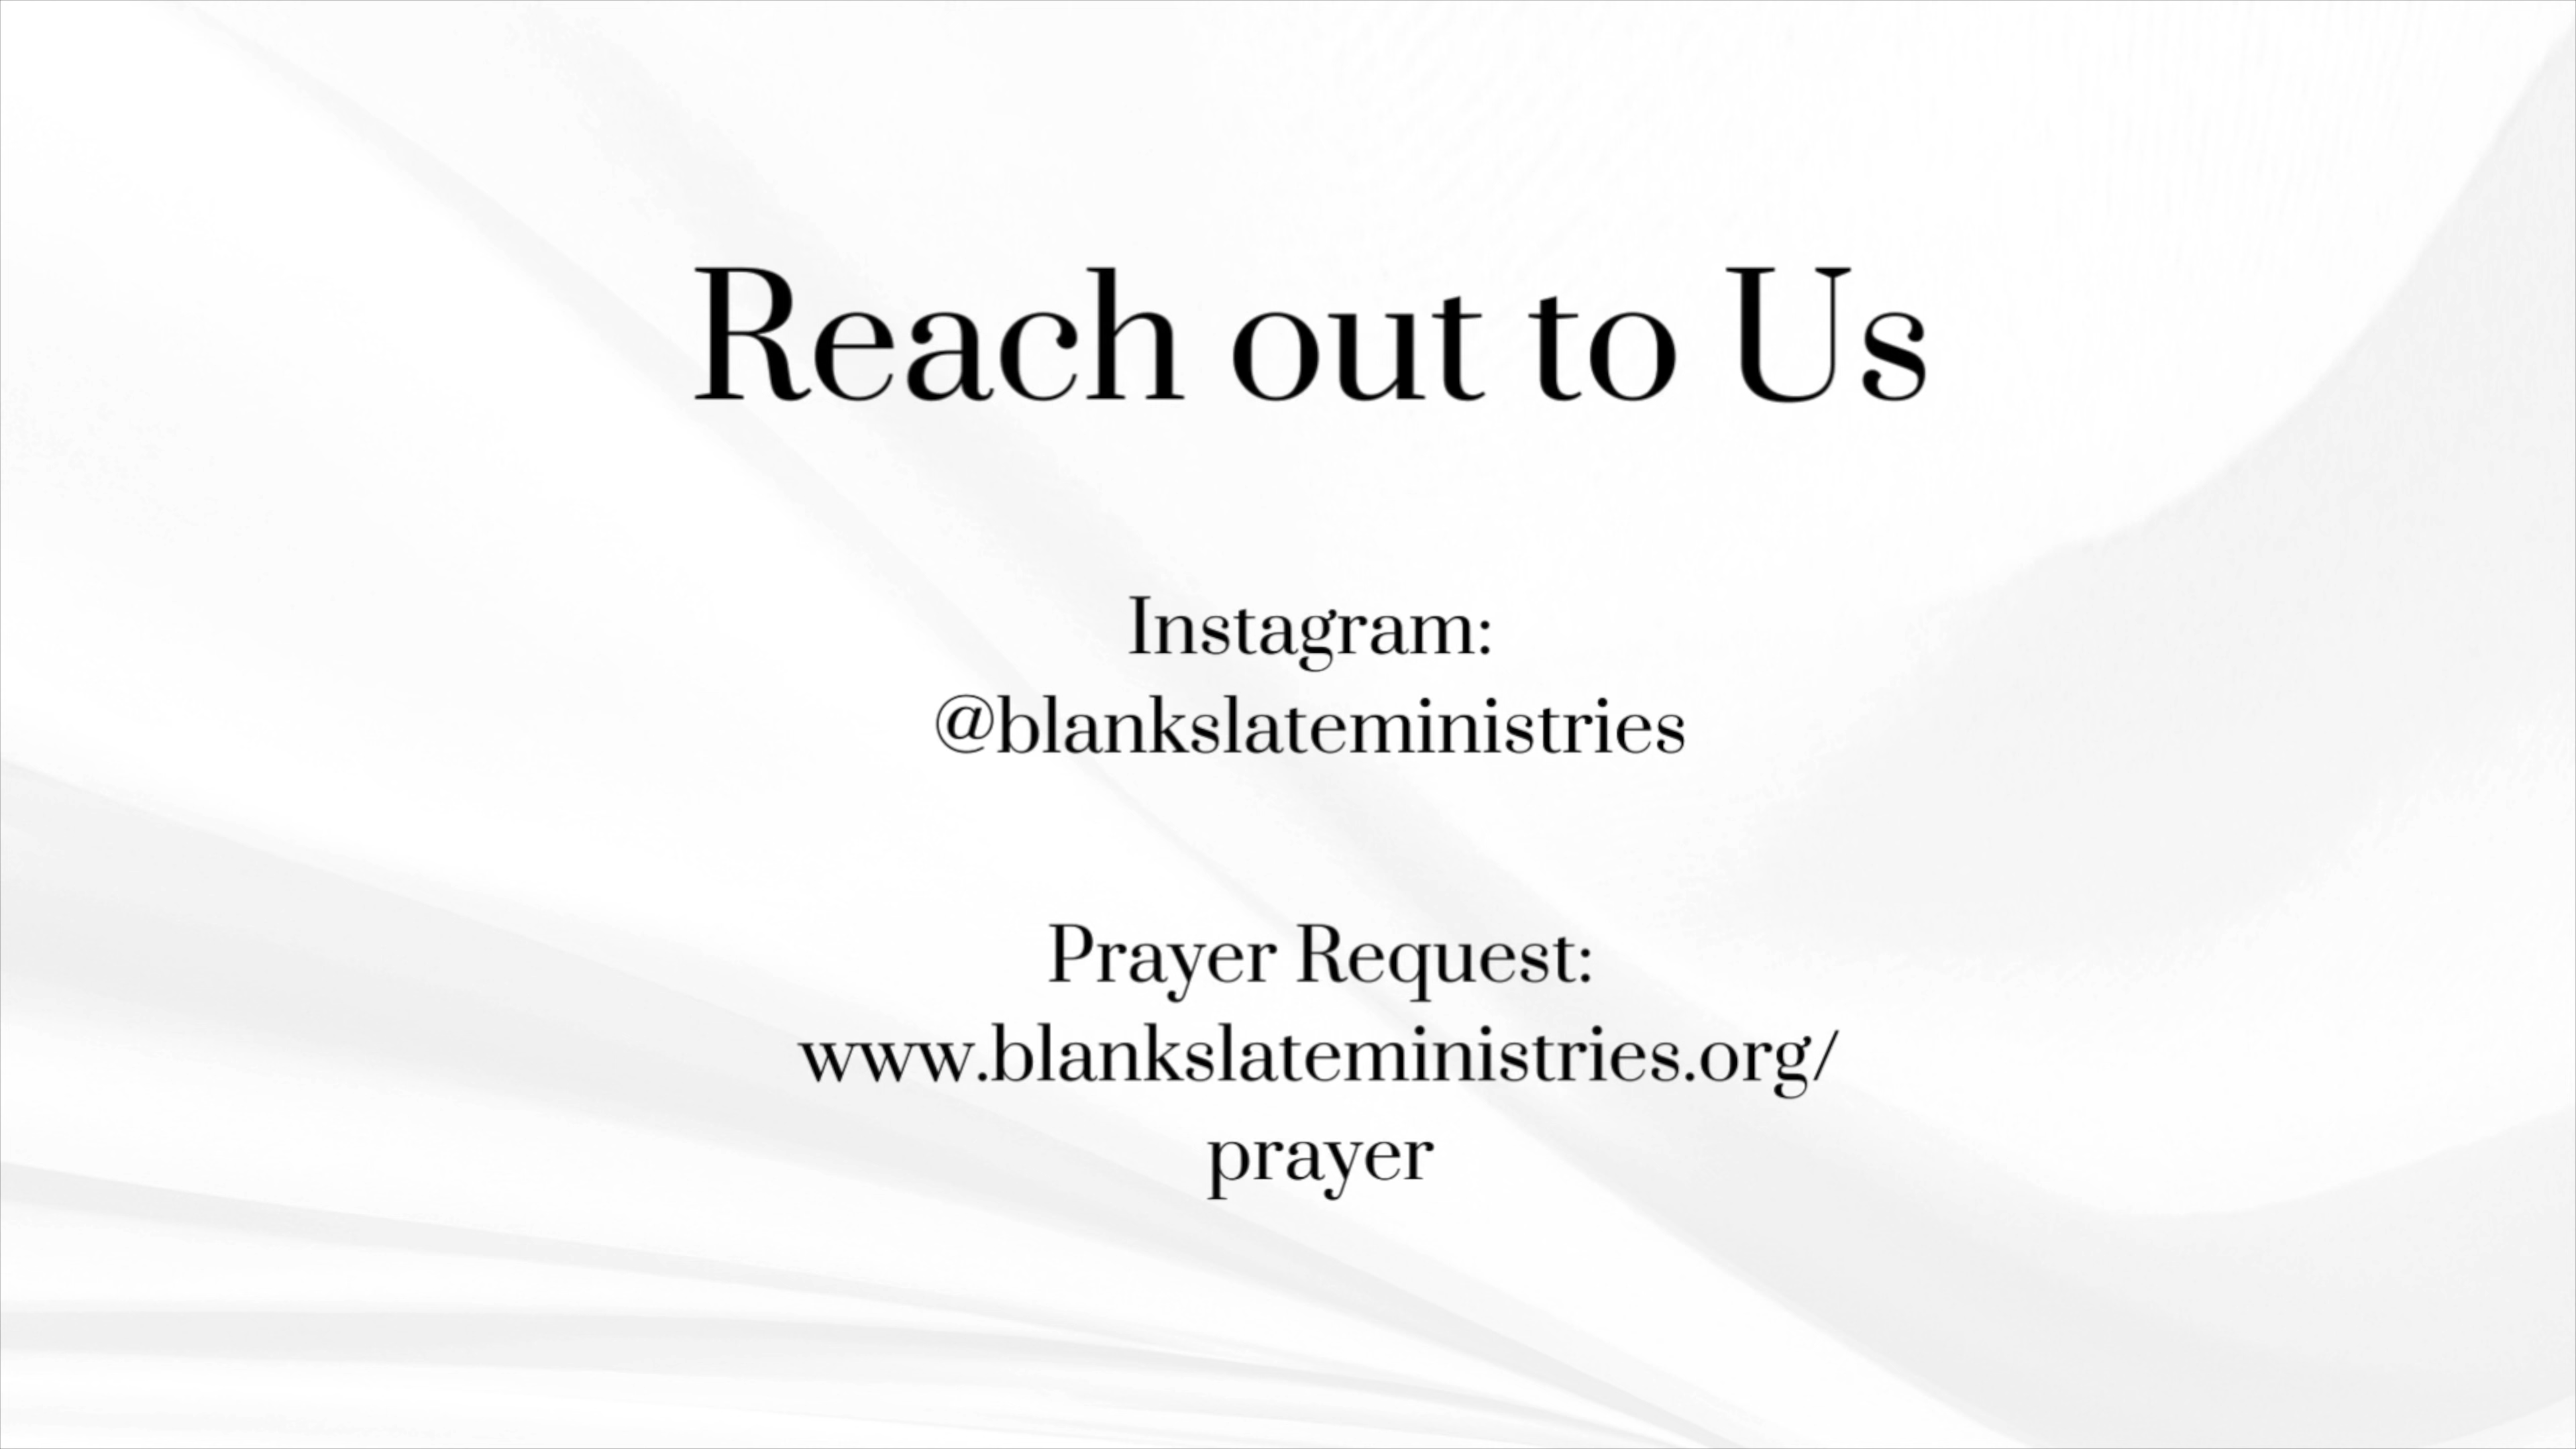 Reach out to Us
Instagram:
@blankslateministries
Prayer Request:
www.blankslateministries.org/
prayer